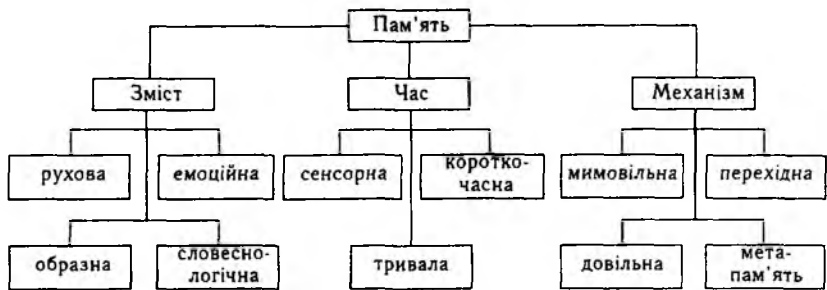 Пам'ять
Зміст Час Механізм
рухова емоційна сенсорна коротко-
часна мимовільна перехідна
образна словесно-
логічна тривала довільна мета-
пам'ять